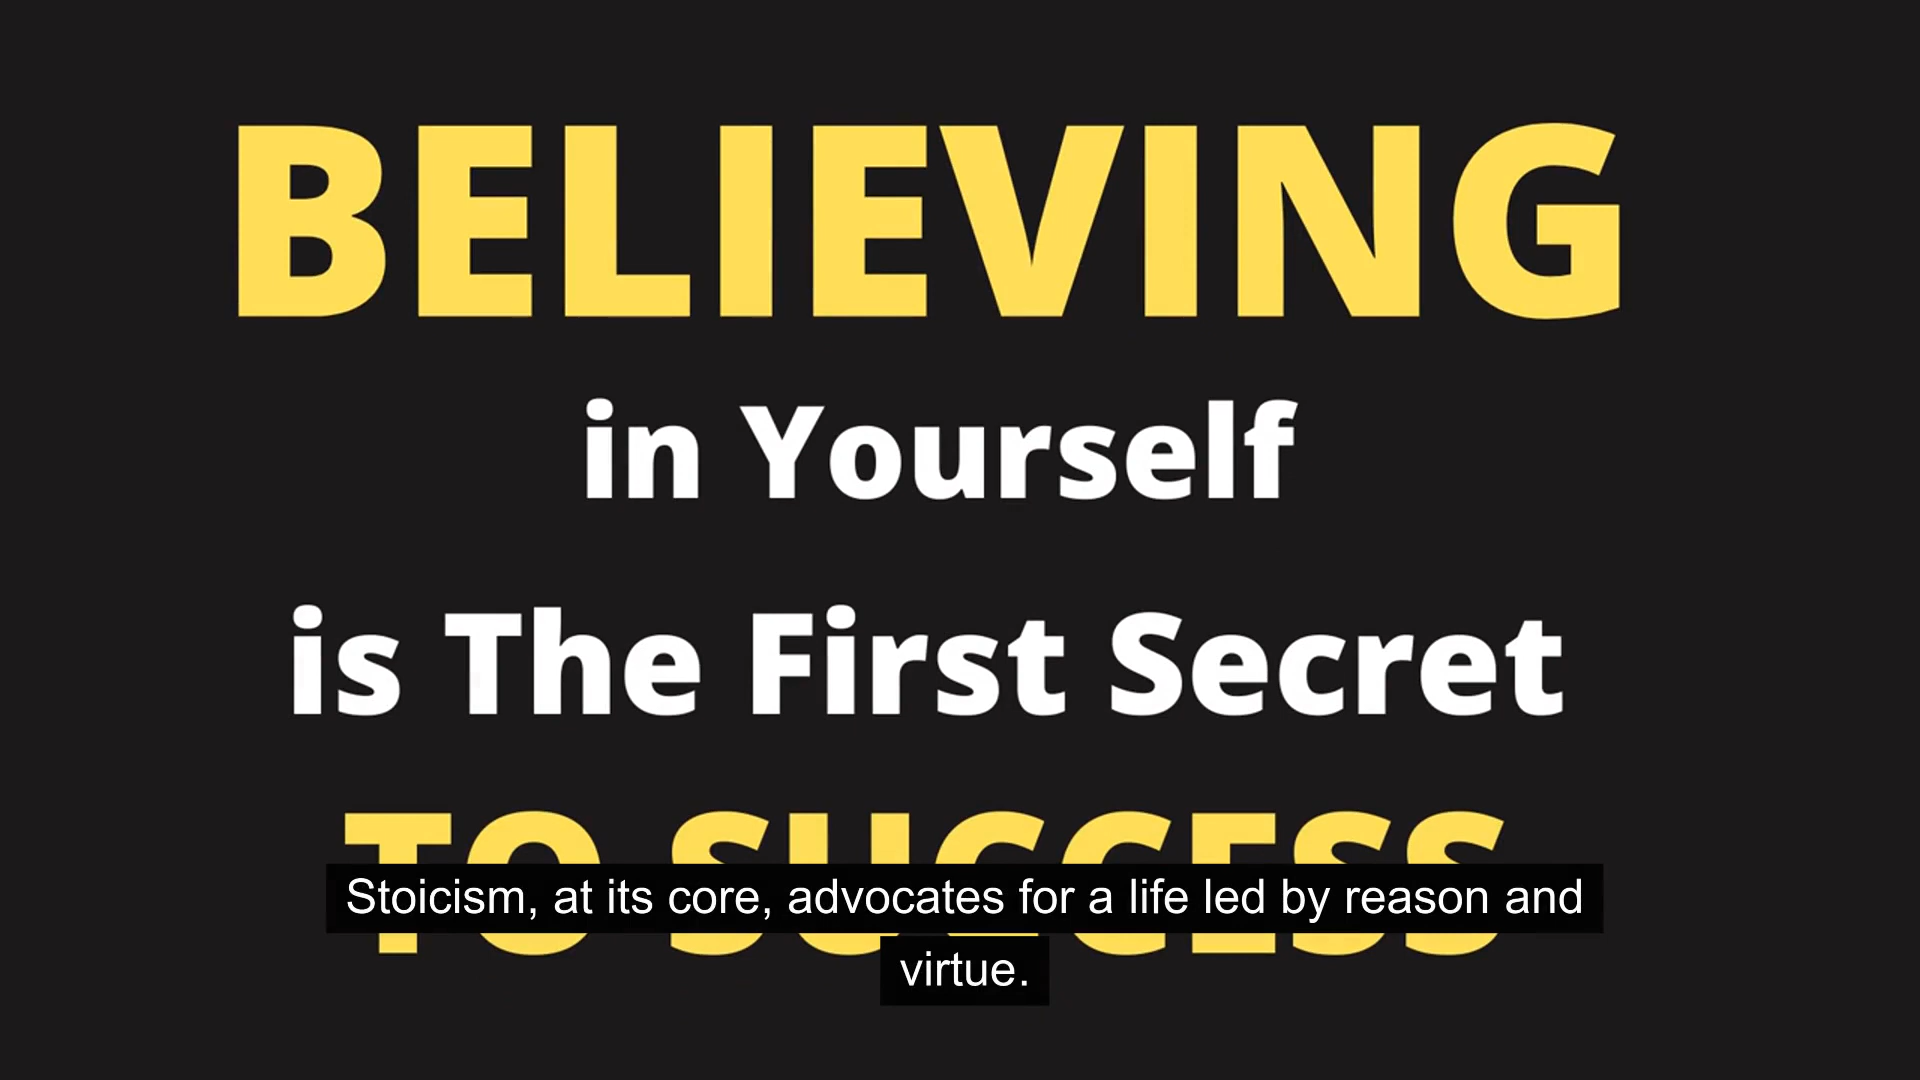 BELIEVING
in Yourself
is The First Secret
TO SUCCESS
Stoicism, at its core, advocates for a life led by reason and
virtue.